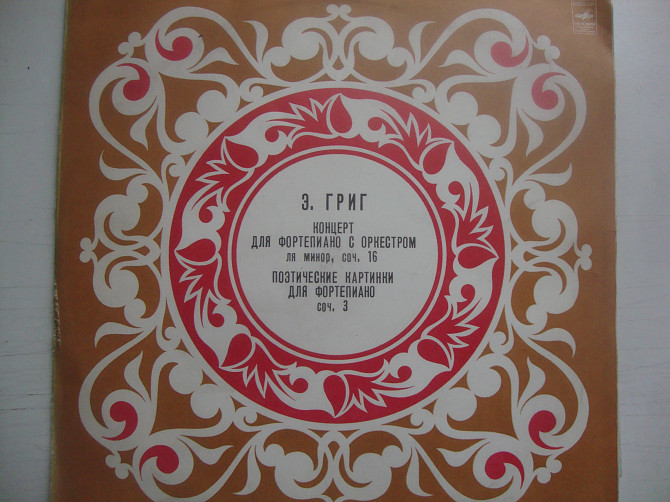 Э. ГРИГ
КОНЦЕРТ
ДЛЯ ФОРТЕПИАНО С ОРКЕСТРОМ
ЛЯ МИНОР, СОЧ. 16
ПОЭТИЧЕСКИЕ КАРТИНКИ
ДЛЯ ФОРТЕПИАНО
СОЧ. 3